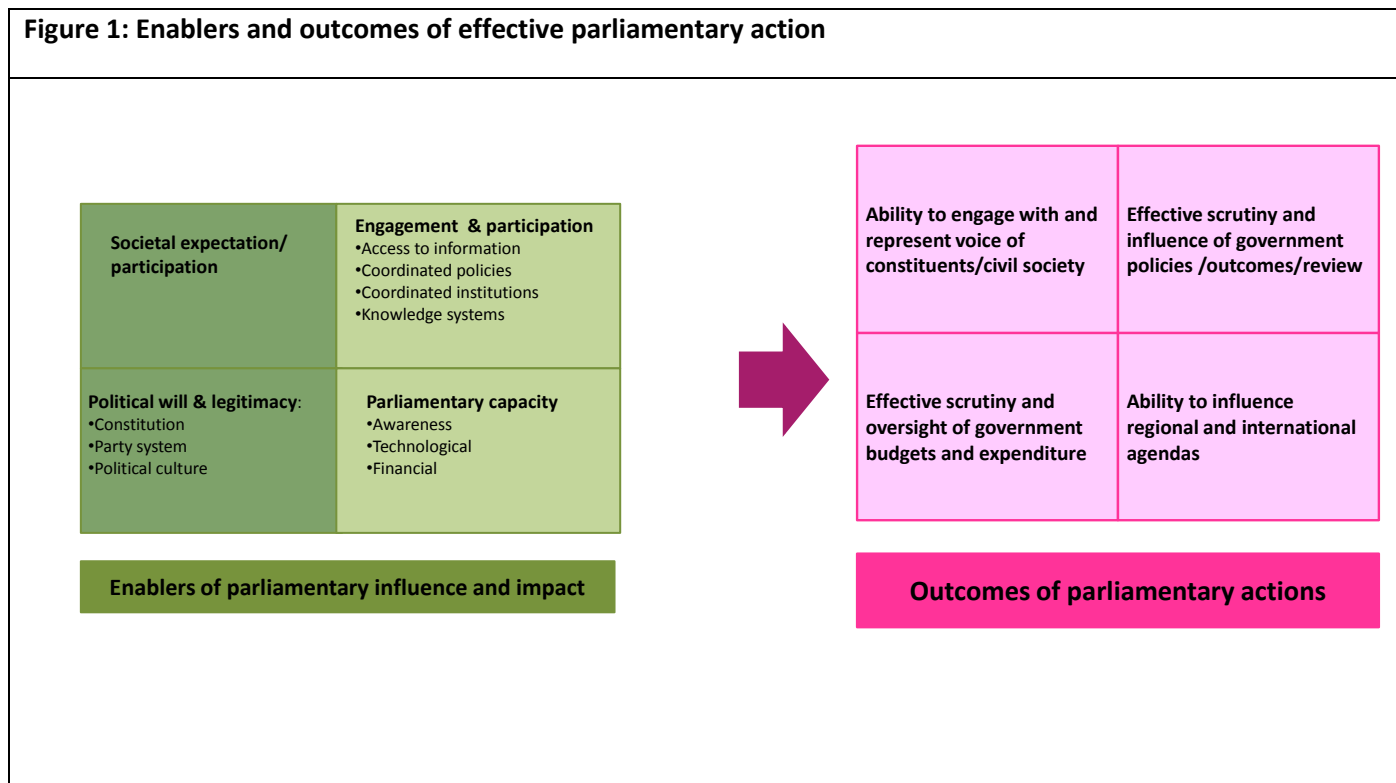 Figure 1: Enablers and outcomes of effective parliamentary action
Societal expectation/
participation
Engagement & participation
•Access to information
•Coordinated policies
•Coordinated institutions
•Knowledge systems
Political will & legitimacy:
•Constitution
•Party system
•Political culture
Parliamentary capacity
•Awareness
•Technological
•Financial
Enablers of parliamentary influence and impact
Ability to engage with and
represent voice of
constituents/civil society
Effective scrutiny and
influence of government
policies /outcomes/review
Effective scrutiny and
oversight of government
budgets and expenditure
Ability to influence
regional and international
agendas
Outcomes of parliamentary actions